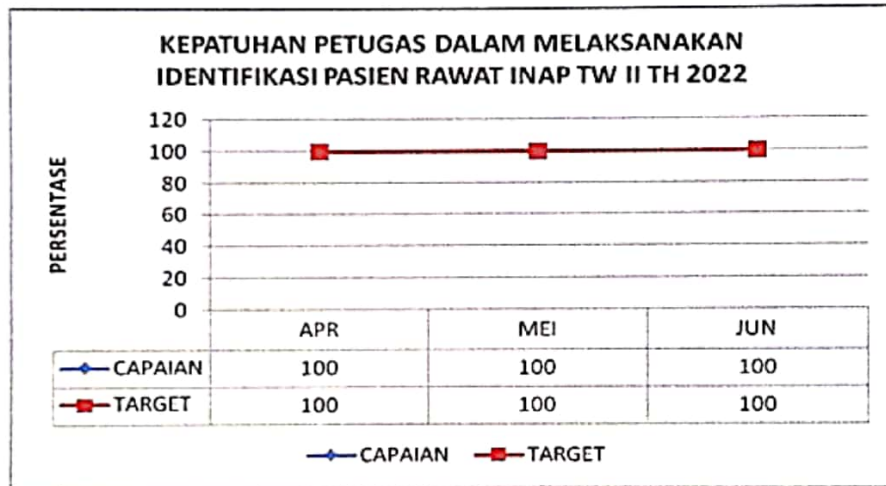 KEPATUHAN PETUGAS DALAM MELAKSANAKAN
IDENTIFIKASI PASIEN RAWAT INAP TW II TH 2022
PERSENTASE
120
100
80
60
40
20
0
APR MEI JUN
CAPAIAN 100 100 100
TARGET 100 100 100
CAPAIAN TARGET